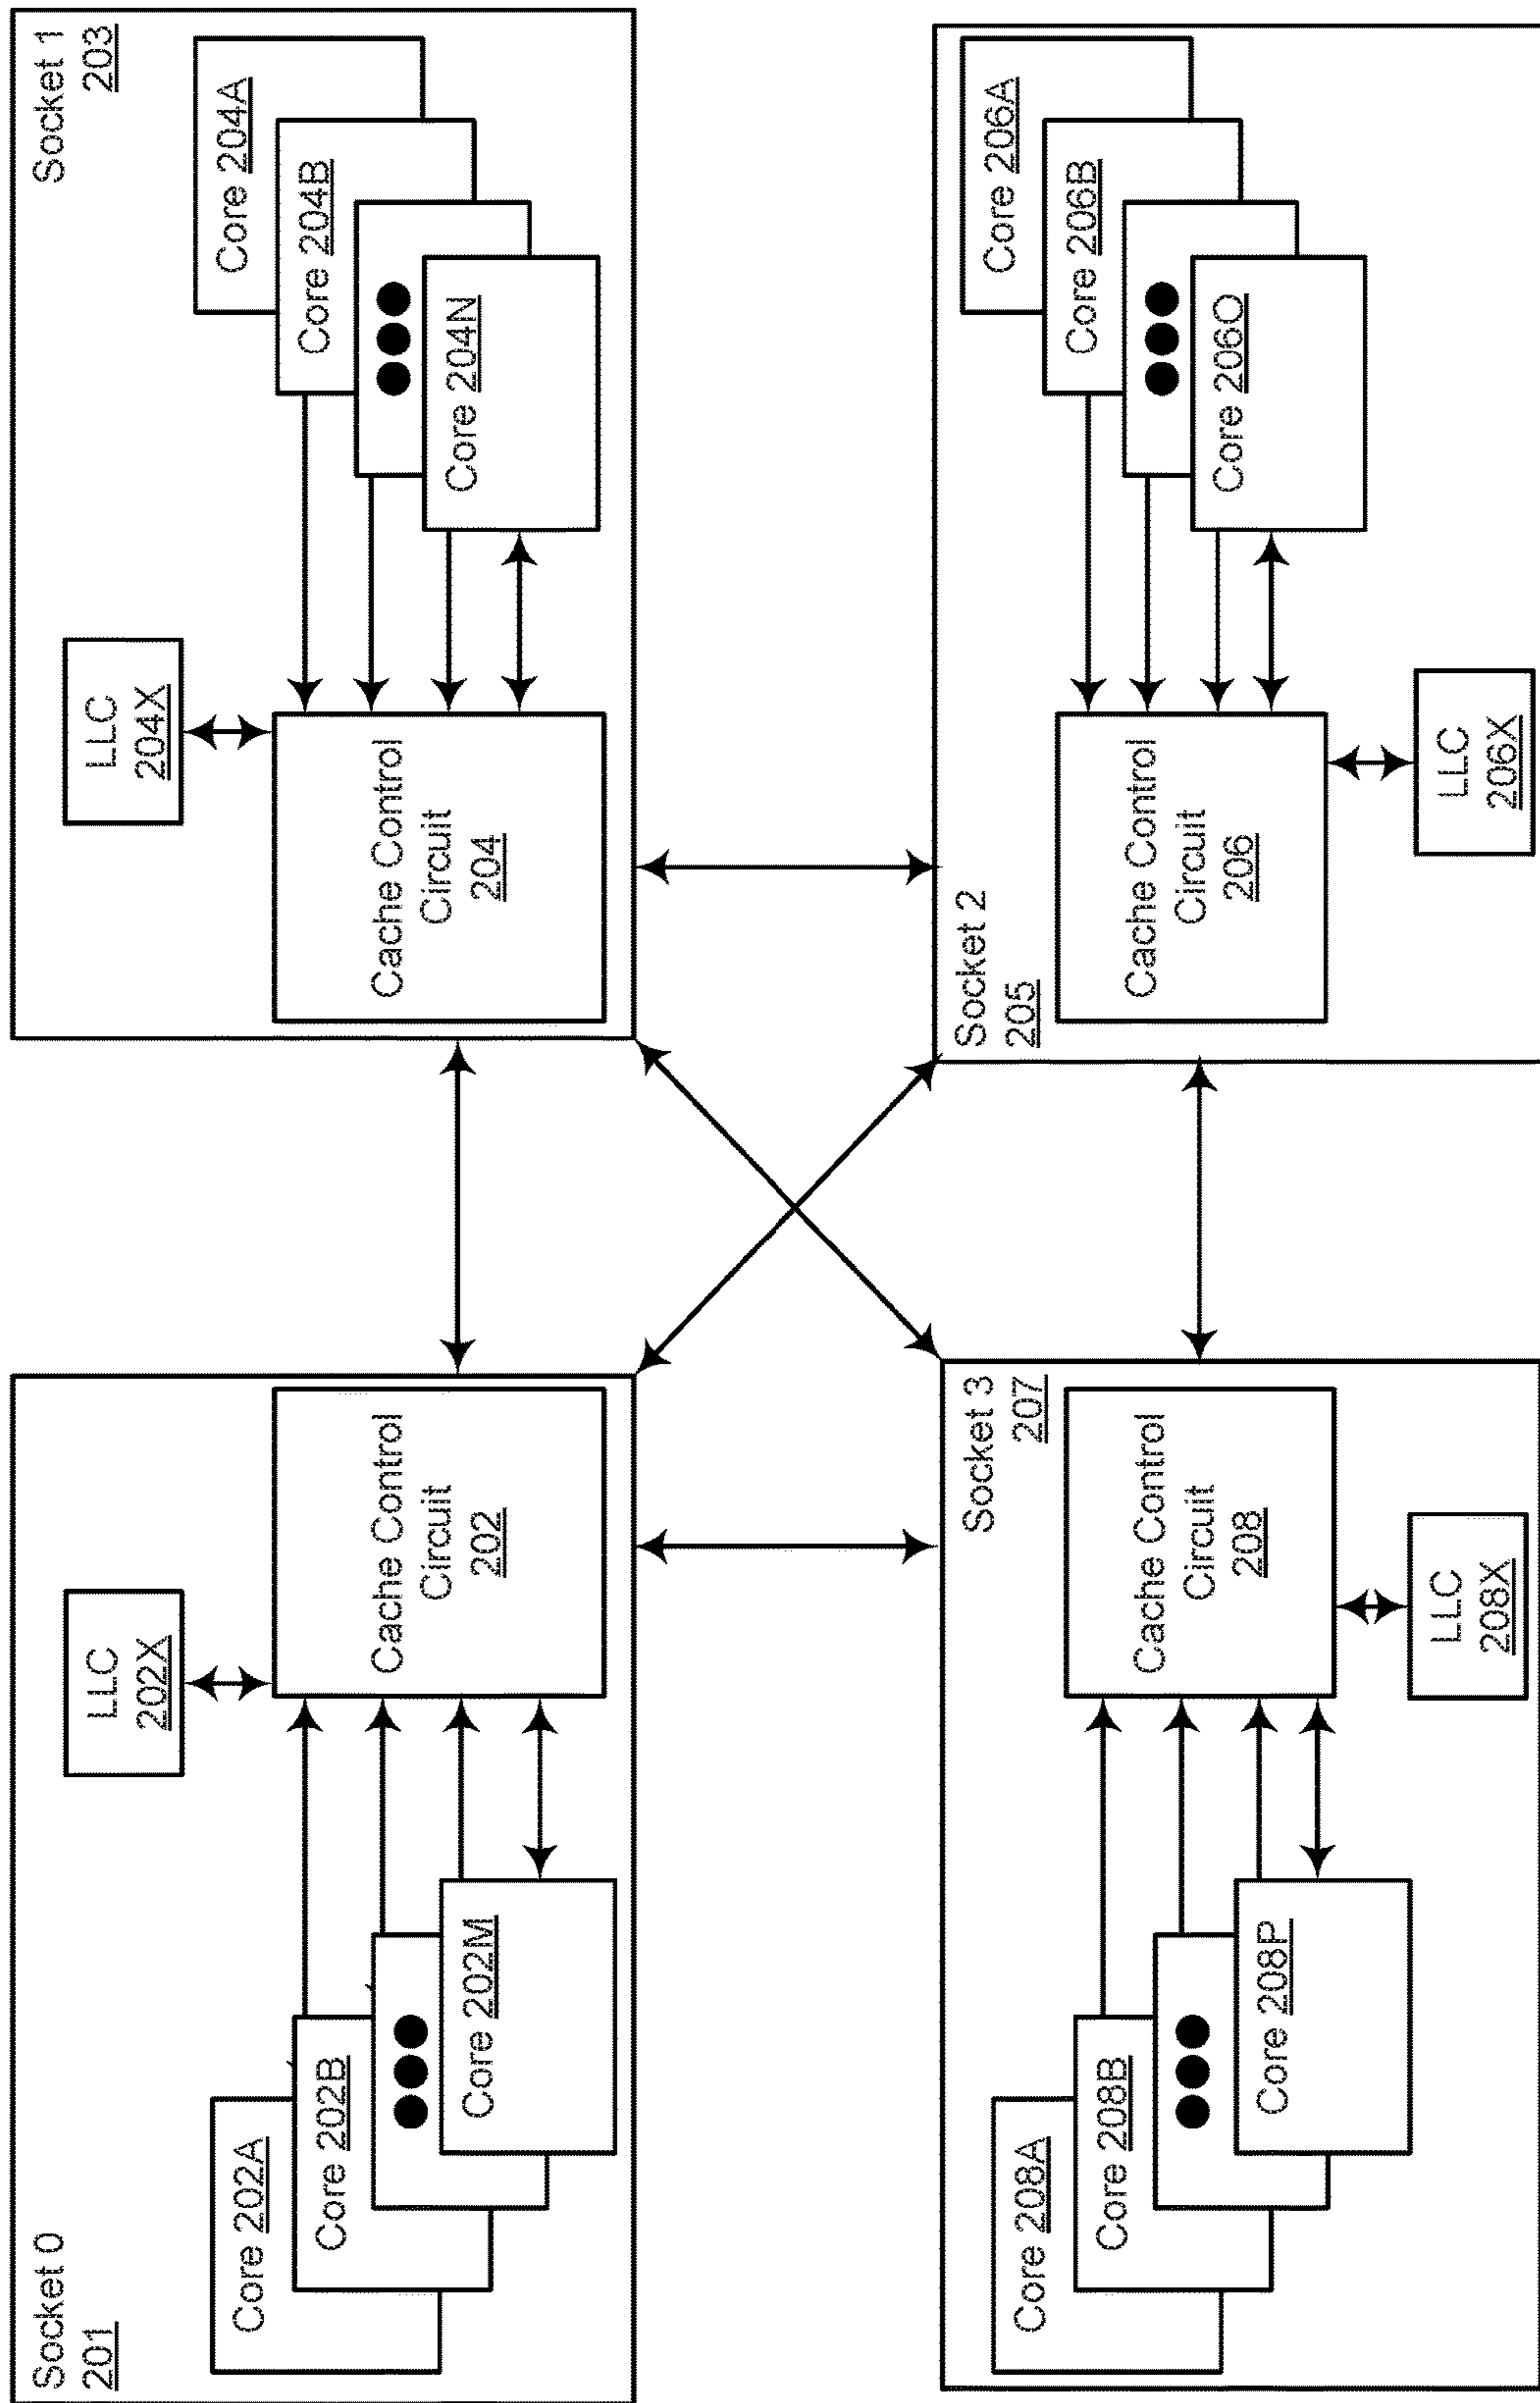 Socket 0
201
Core 202A
Core 202B
Core 202M
LLC
202X
Cache Control
Circuit
202
Socket 1
203
LLC
204X
Cache Control
Circuit
204
Core 204A
Core 204B
Core 204N
Socket 3
207
Core 208A
Core 208B
Core 208P
Cache Control
Circuit
208
LLC
208X
Socket 2
205
Cache Control
Circuit
206
LLC
206X
Core 206A
Core 206B
Core 206O